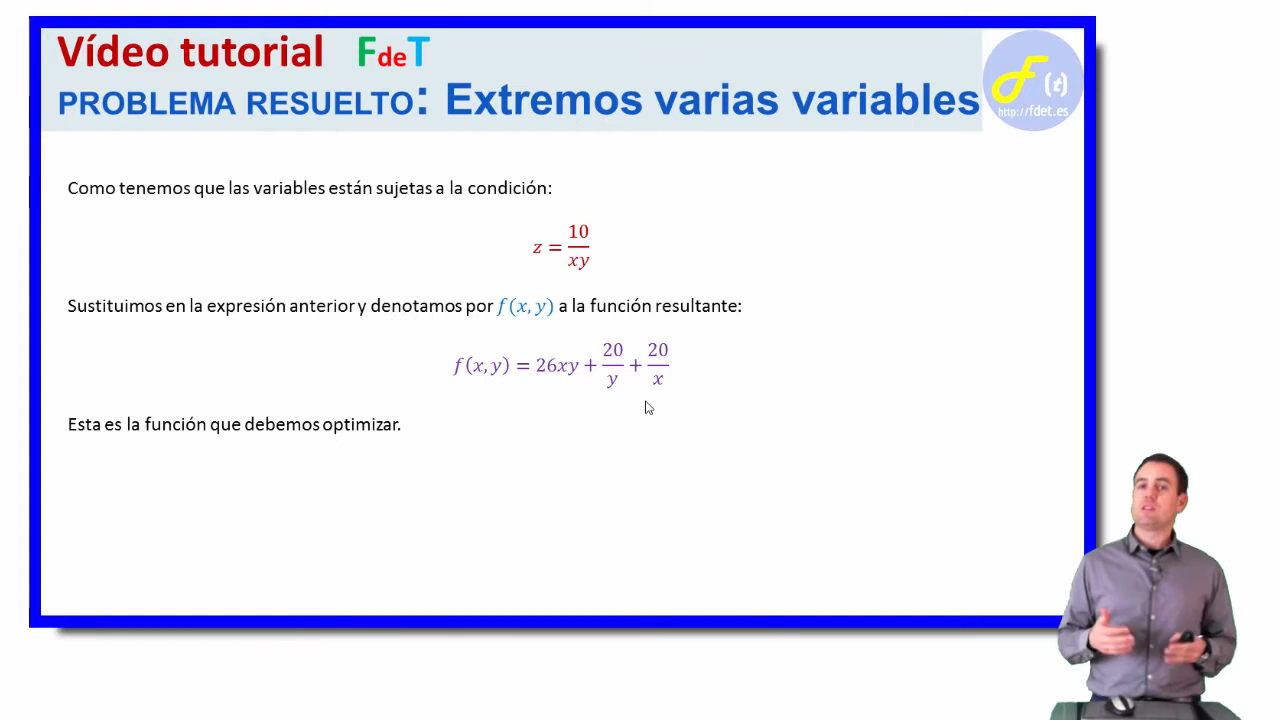 Vídeo tutorial FdeT
PROBLEMA RESUELTO: Extremos varias variables
F(t)
http://fdet.es
Como tenemos que las variables están sujetas a la condición:
z = 10/xy
Sustituimos en la expresión anterior y denotamos por f(x, y) a la función resultante:
f(x, y) = 26xy + 20/y + 20/x
Esta es la función que debemos optimizar.